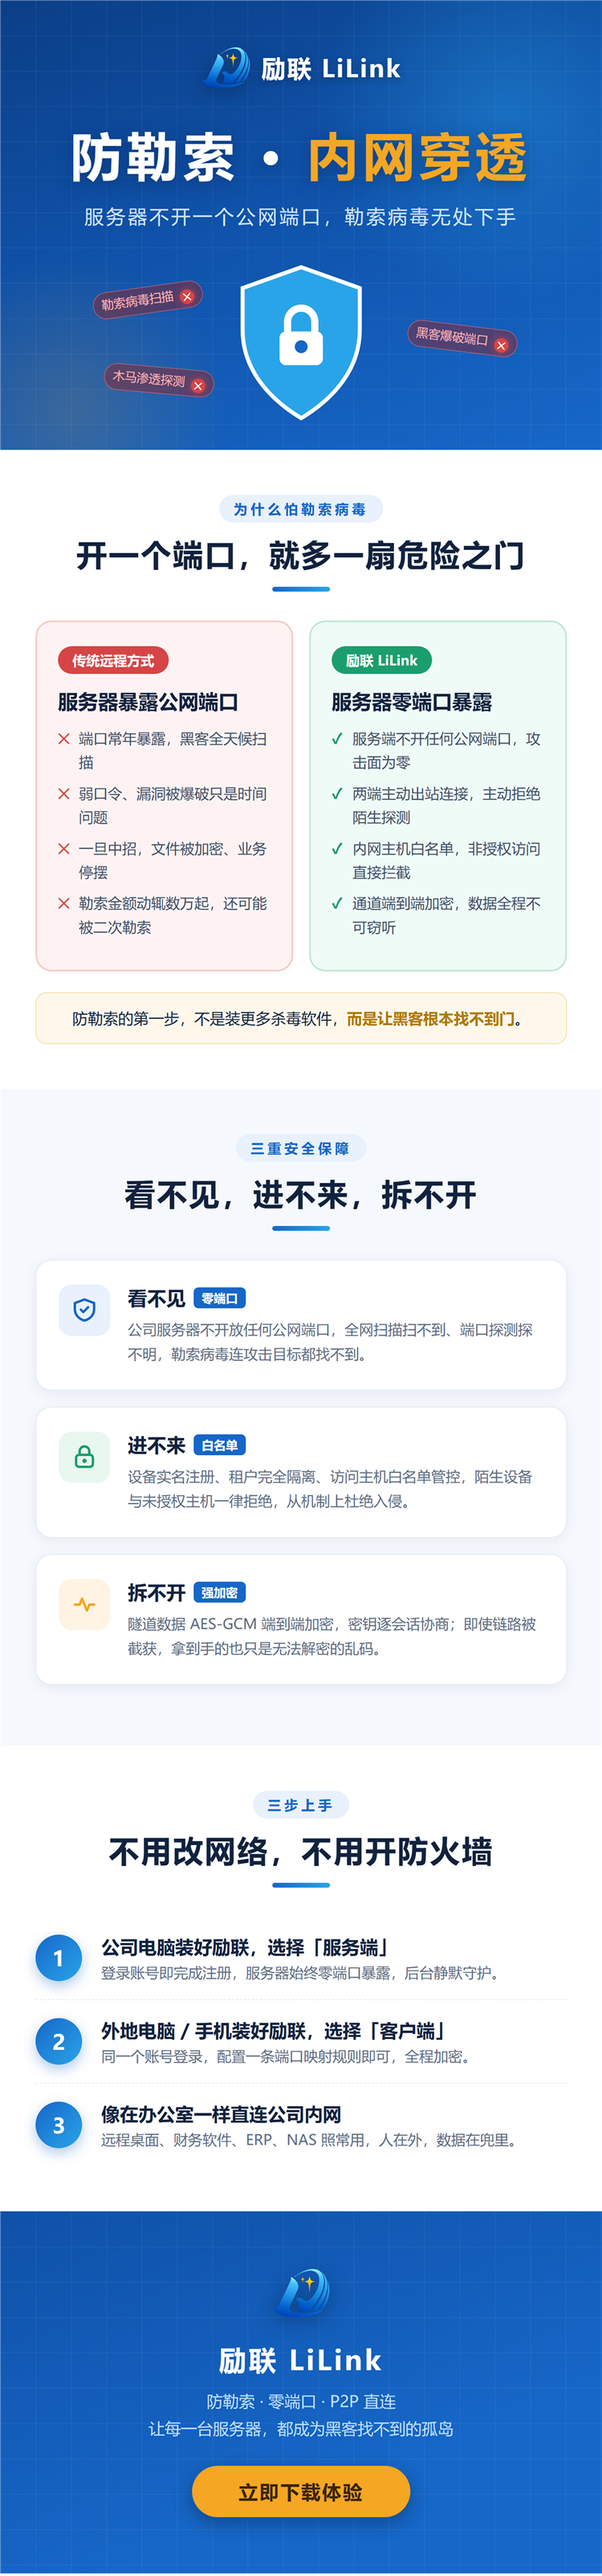 励联 LiLink
防勒索 · 内网穿透
服务器不开一个公网端口，勒索病毒无处下手
勒索病毒扫描
黑客爆破端口
木马渗透探测
为什么怕勒索病毒
开一个端口，就多一扇危险之门
传统远程方式
服务器暴露公网端口
端口常年暴露，黑客全天候扫
描
弱口令、漏洞被爆破只是时间
问题
一旦中招，文件被加密、业务
停摆
勒索金额动辄数万起，还可能
被二次勒索
励联 LiLink
服务器零端口暴露
服务端不开任何公网端口，攻
击面为零
两端主动出站连接，主动拒绝
陌生探测
内网主机白名单，非授权访问
直接拦截
通道端到端加密，数据全程不
可窃听
防勒索的第一步，不是装更多杀毒软件，而是让黑客根本找不到门。
三重安全保障
看不见，进不来，拆不开
看不见 零端口
公司服务器不开放任何公网端口，全网扫描扫不到、端口探测探
不明，勒索病毒连攻击目标都找不到。
进不来 白名单
设备实名注册、租户完全隔离、访问主机白名单管控，陌生设备
与未授权主机一律拒绝，从机制上杜绝入侵。
拆不开 强加密
隧道数据 AES-GCM 端到端加密，密钥逐会话协商；即使链路被
截获，拿到手的也只是无法解密的乱码。
三步上手
不用改网络，不用开防火墙
1
公司电脑装好励联，选择「服务端」
登录账号即完成注册，服务器始终零端口暴露，后台静默守护。
2
外地电脑 / 手机装好励联，选择「客户端」
同一个账号登录，配置一条端口映射规则即可，全程加密。
3
像在办公室一样直连公司内网
远程桌面、财务软件、ERP、NAS 照常用，人在外，数据在兜里。
励联 LiLink
防勒索 · 零端口 · P2P 直连
让每一台服务器，都成为黑客找不到的孤岛
立即下载体验